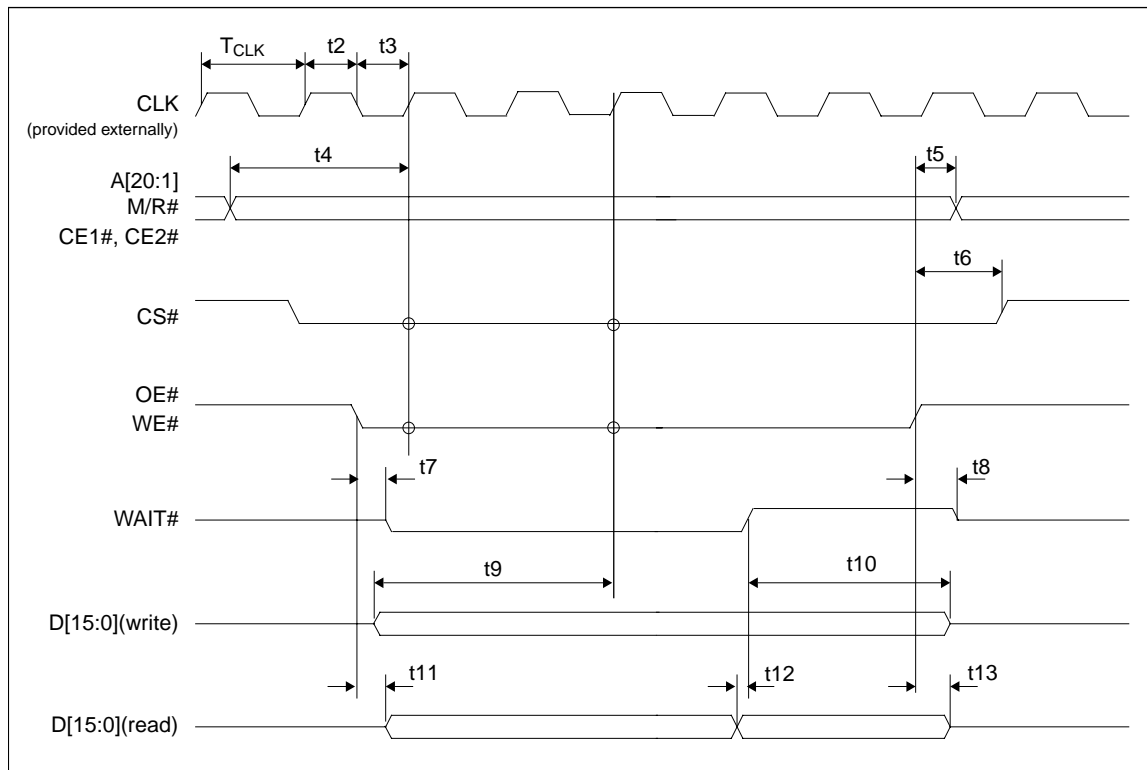 TCLK t2 t3
CLK
(provided externally)
t4 t5
A[20:1]
M/R#
CE1#, CE2#
t6
CS#
OE#
WE#
t7 t8
WAIT#
t9 t10
D[15:0](write)
t11 t12 t13
D[15:0](read)